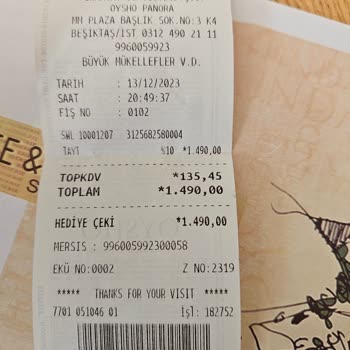 OYSHO PANORA
MM PLAZA BAŞLIK SOK.NO:3 K4
BEŞİKTAŞ/İST 0312 490 21 11
9960059923
BÜYÜK MÜKELLEFLER V.D.
TARİH : 13/12/2023
SAAT : 20:49:37
FİŞ NO : 0102
SWL 10001207 3125682580004
TAYT %10 *1.490,00
TOPKDV *135,45
TOPLAM *1.490,00
HEDİYE ÇEKİ *1.490,00
MERSIS : 996005992300058
EKÜ NO:0002 Z NO:2319
***** THANKS FOR YOUR VISIT *****
7701 051046 01 İşl: 182752
E &
S